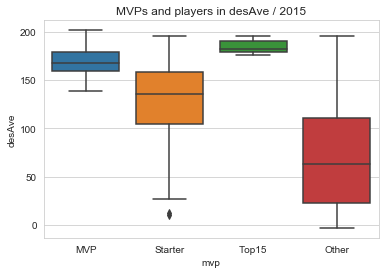 MVPs and players in desAve / 2015
desAve
200
150
100
50
0
MVP Starter Top15 Other
mvp